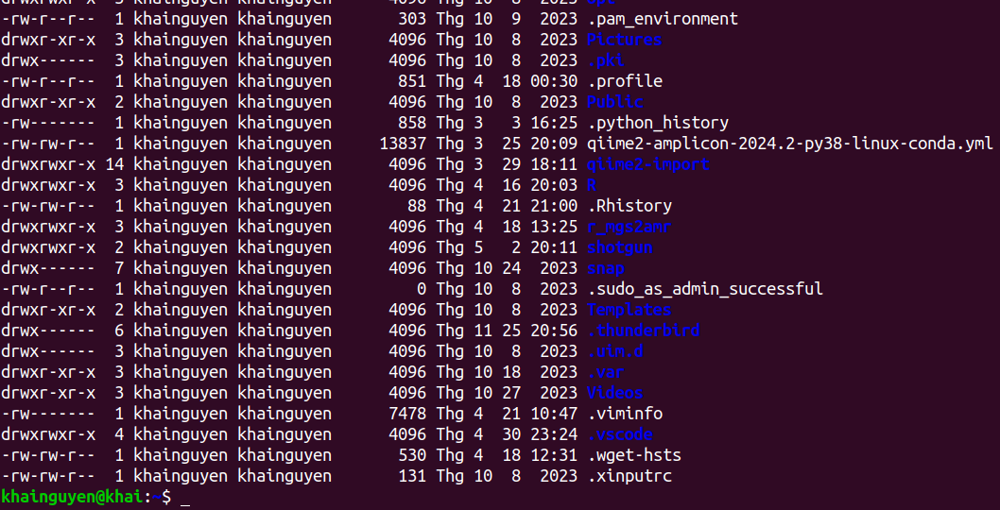 -rw-r--r-- 1 khainguyen khainguyen 303 Thg 10 9 2023 .pam_environment
drwxr-xr-x 3 khainguyen khainguyen 4096 Thg 10 8 2023 Pictures
drwx------ 3 khainguyen khainguyen 4096 Thg 10 8 2023 .pki
-rw-r--r-- 1 khainguyen khainguyen 851 Thg 4 18 00:30 .profile
drwxr-xr-x 2 khainguyen khainguyen 4096 Thg 10 8 2023 Public
-rw------- 1 khainguyen khainguyen 858 Thg 3 3 16:25 .python_history
-rw-rw-r-- 1 khainguyen khainguyen 13837 Thg 3 25 20:09 qiime2-amplicon-2024.2-py38-linux-conda.yml
drwxrwxr-x 14 khainguyen khainguyen 4096 Thg 3 29 18:11 qiime2-import
drwxrwxr-x 3 khainguyen khainguyen 4096 Thg 4 16 20:03 R
-rw-rw-r-- 1 khainguyen khainguyen 88 Thg 4 21 21:00 .Rhistory
drwxrwxr-x 3 khainguyen khainguyen 4096 Thg 4 18 13:25 r_mgs2amr
drwxrwxr-x 2 khainguyen khainguyen 4096 Thg 5 2 20:11 shotgun
drwx------ 7 khainguyen khainguyen 4096 Thg 10 24 2023 snap
-rw-r--r-- 1 khainguyen khainguyen 0 Thg 10 8 2023 .sudo_as_admin_successful
drwxr-xr-x 2 khainguyen khainguyen 4096 Thg 10 8 2023 Templates
drwx------ 6 khainguyen khainguyen 4096 Thg 11 25 20:56 .thunderbird
drwx------ 3 khainguyen khainguyen 4096 Thg 10 8 2023 .uim.d
drwxr-xr-x 3 khainguyen khainguyen 4096 Thg 10 18 2023 .var
drwxr-xr-x 3 khainguyen khainguyen 4096 Thg 10 27 2023 Videos
-rw------- 1 khainguyen khainguyen 7478 Thg 4 21 10:47 .viminfo
drwxrwxr-x 4 khainguyen khainguyen 4096 Thg 4 30 23:24 .vscode
-rw-rw-r-- 1 khainguyen khainguyen 530 Thg 4 18 12:31 .wget-hsts
-rw-rw-r-- 1 khainguyen khainguyen 131 Thg 10 8 2023 .xinputrc
khainguyen@khai:~$ _